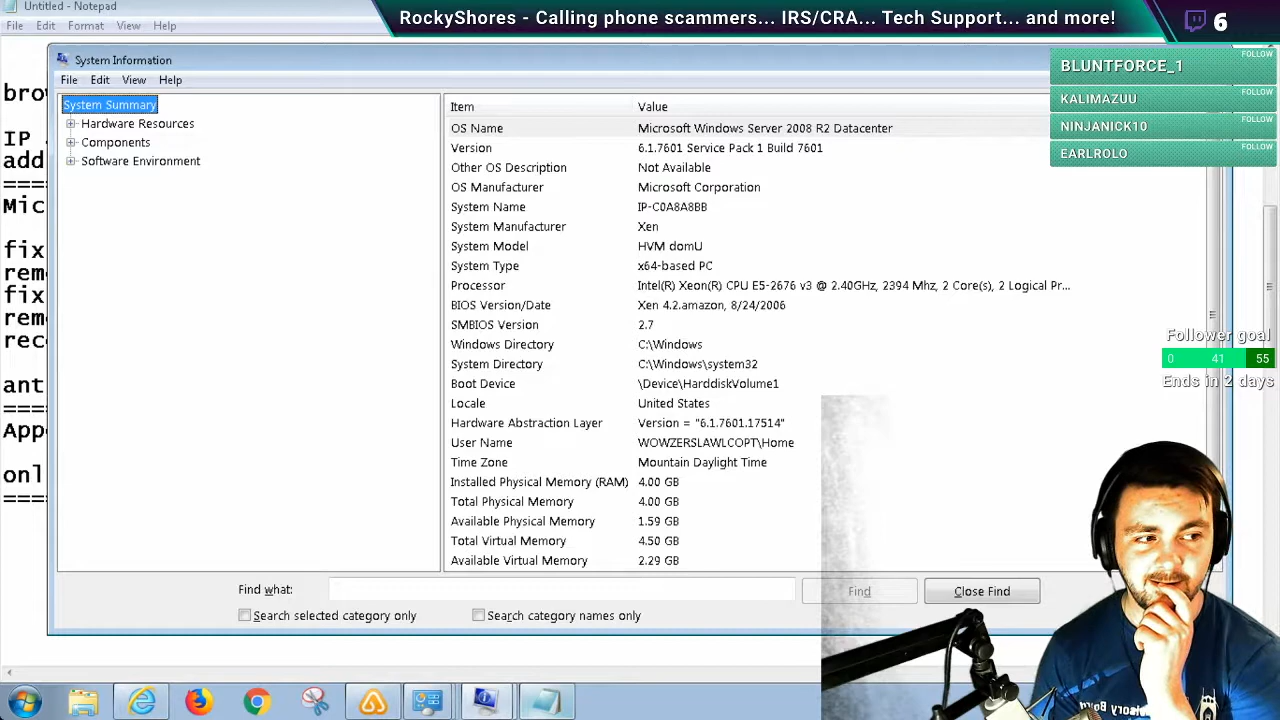 Untitled - Notepad
File Edit Format View Help
RockyShores - Calling phone scammers... IRS/CRA... Tech Support... and more!
6
BLUNTFORCE_1 FOLLOW
KALIMAZUU FOLLOW
NINJANICK10 FOLLOW
EARLROLO FOLLOW
Follower goal
0 41 55
Ends in 2 days
IP
add
====
Mic
fix
rem
fix
rem
ant
====
App
onl
====
System Information
File Edit View Help
System Summary
Hardware Resources
Components
Software Environment
Item Value
OS Name Microsoft Windows Server 2008 R2 Datacenter
Version 6.1.7601 Service Pack 1 Build 7601
Other OS Description Not Available
OS Manufacturer Microsoft Corporation
System Name IP-C0A8A8BB
System Manufacturer Xen
System Model HVM domU
System Type x64-based PC
Processor Intel(R) Xeon(R) CPU E5-2676 v3 @ 2.40GHz, 2394 Mhz, 2 Core(s), 2 Logical Pr...
BIOS Version/Date Xen 4.2.amazon, 8/24/2006
SMBIOS Version 2.7
Windows Directory C:\Windows
System Directory C:\Windows\system32
Boot Device \Device\HarddiskVolume1
Locale United States
Hardware Abstraction Layer Version = "6.1.7601.17514"
User Name WOWZERSLAWLCOPT\Home
Time Zone Mountain Daylight Time
Installed Physical Memory (RAM) 4.00 GB
Total Physical Memory 4.00 GB
Available Physical Memory 1.59 GB
Total Virtual Memory 4.50 GB
Available Virtual Memory 2.29 GB
Find what: Find Close Find
Search selected category only Search category names only